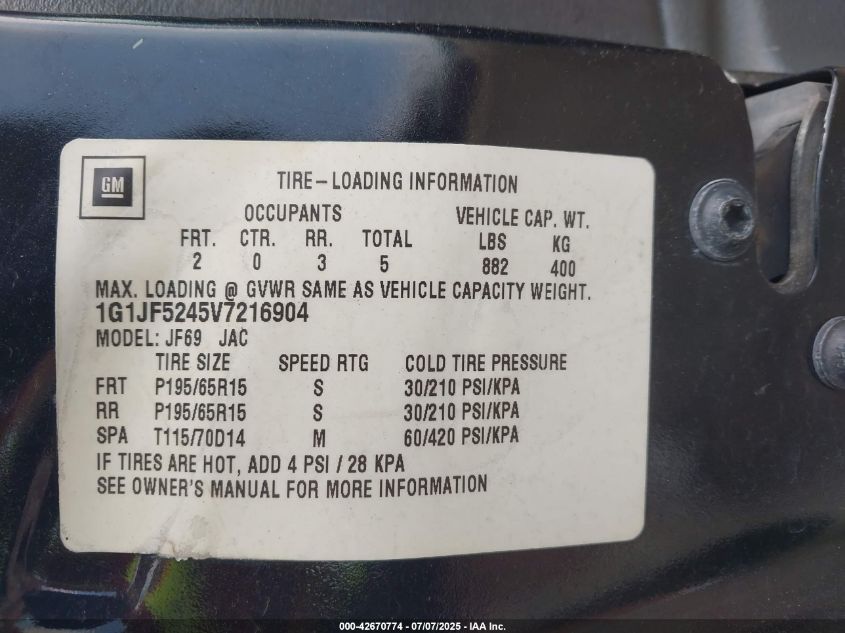 GM
TIRE-LOADING INFORMATION
OCCUPANTS VEHICLE CAP. WT.
FRT. CTR. RR. TOTAL LBS KG
2 0 3 5 882 400
MAX. LOADING @ GVWR SAME AS VEHICLE CAPACITY WEIGHT.
1G1JF5245V7216904
MODEL: JF69 JAC
TIRE SIZE SPEED RTG COLD TIRE PRESSURE
FRT P195/65R15 S 30/210 PSI/KPA
RR P195/65R15 S 30/210 PSI/KPA
SPA T115/70D14 M 60/420 PSI/KPA
IF TIRES ARE HOT, ADD 4 PSI / 28 KPA
SEE OWNER'S MANUAL FOR MORE INFORMATION
000-42670774 - 07/07/2025 - IAA Inc.